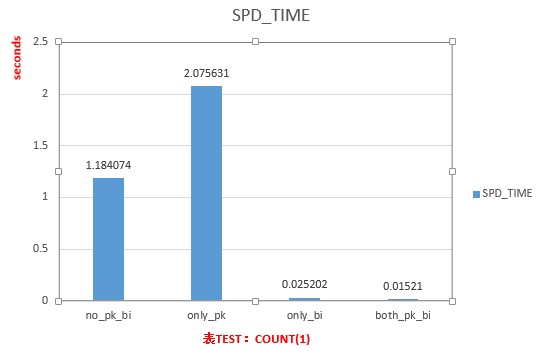 SPD_TIME
seconds
2.5
2
1.5
1
0.5
0
1.184074
2.075631
0.025202
0.01521
no_pk_bi
only_pk
only_bi
both_pk_bi
SPD_TIME
表TEST：COUNT(1)